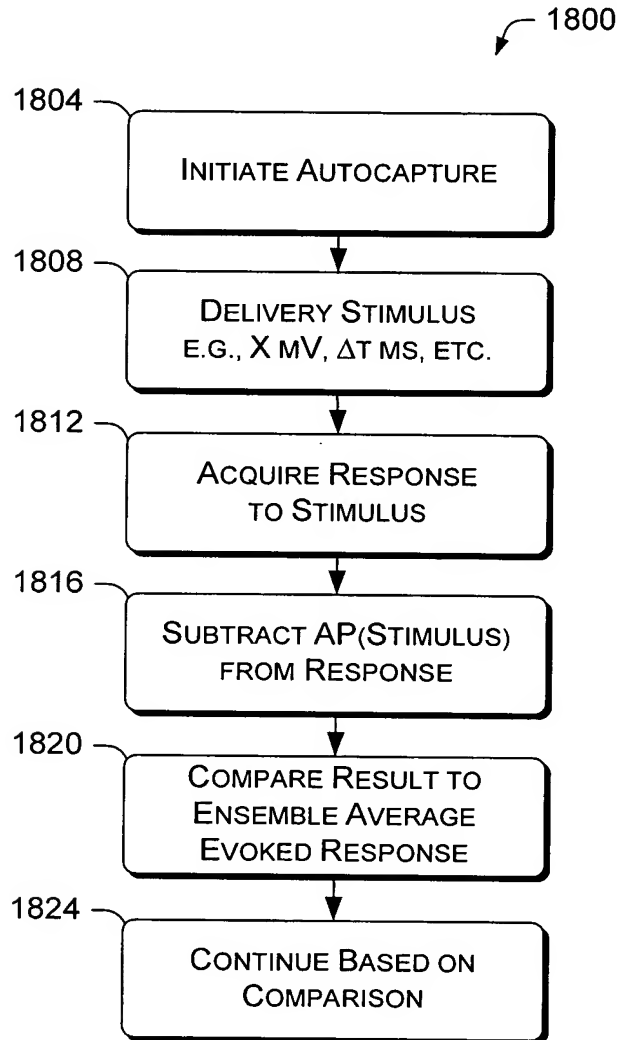 1800
1804
INITIATE AUTOCAPTURE
1808
DELIVERY STIMULUS
E.G., X MV, ΔT MS, ETC.
1812
ACQUIRE RESPONSE
TO STIMULUS
1816
SUBTRACT AP(STIMULUS)
FROM RESPONSE
1820
COMPARE RESULT TO
ENSEMBLE AVERAGE
EVOKED RESPONSE
1824
CONTINUE BASED ON
COMPARISON